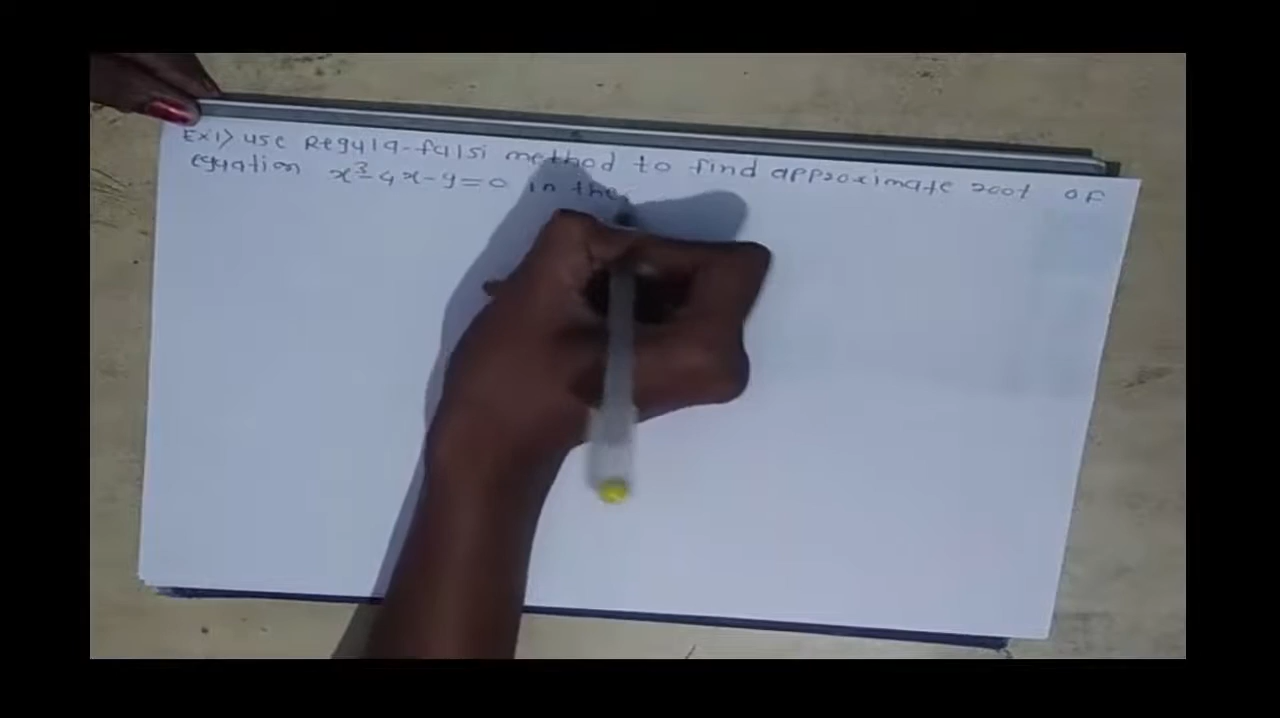 Ex1> use Regula-falsi method to find approximate root of
equation x³-4x-9=0 in the